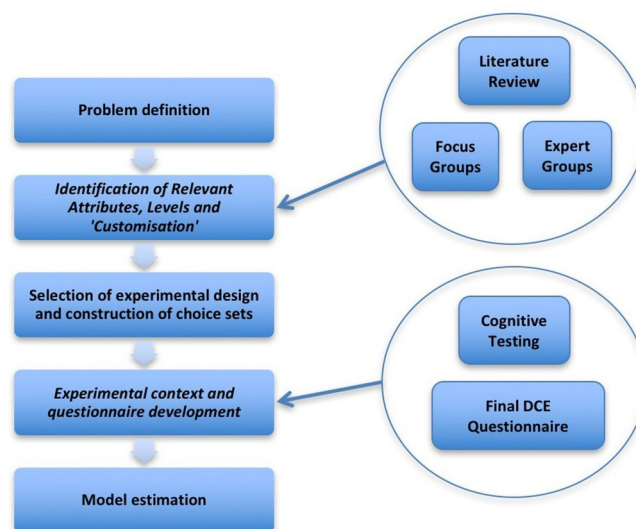 Problem definition
Identification of Relevant
Attributes, Levels and
'Customisation'
Selection of experimental design
and construction of choice sets
Experimental context and
questionnaire development
Model estimation
Literature
Review
Focus
Groups
Expert
Groups
Cognitive
Testing
Final DCE
Questionnaire